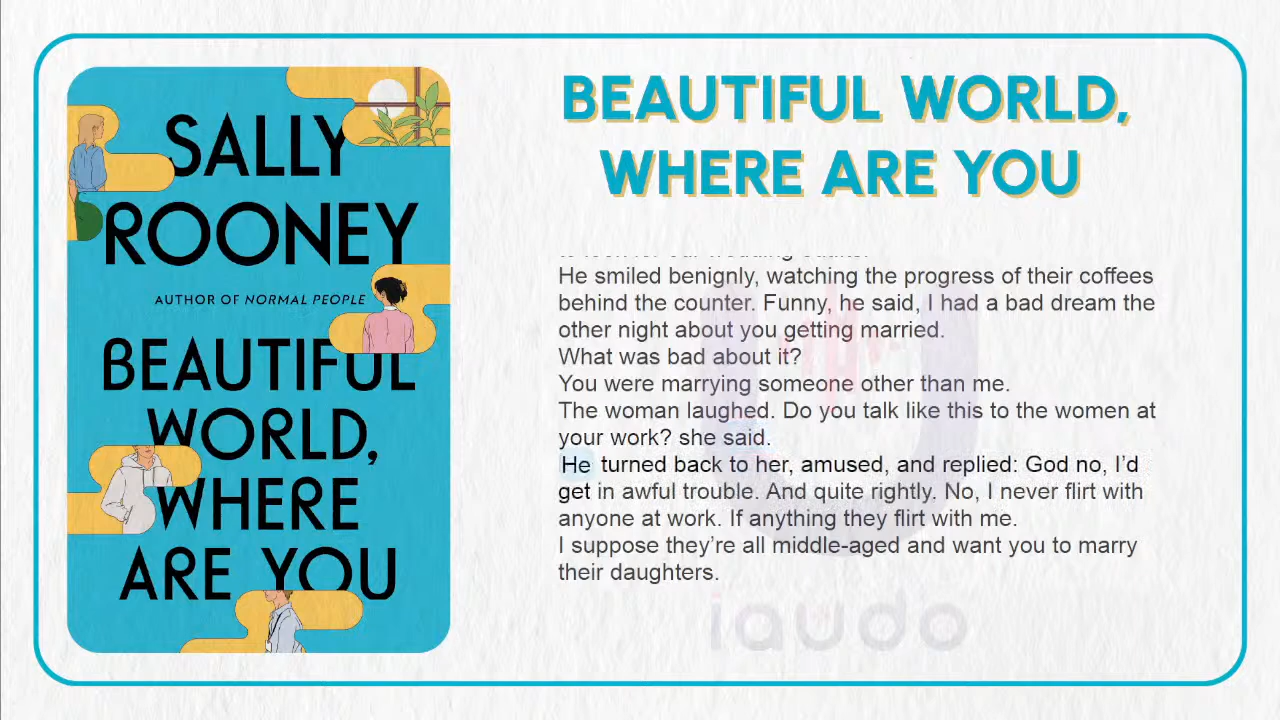 SALLY
ROONEY
AUTHOR OF NORMAL PEOPLE
BEAUTIFUL
WORLD,
WHERE
ARE YOU
BEAUTIFUL WORLD,
WHERE ARE YOU
He smiled benignly, watching the progress of their coffees
behind the counter. Funny, he said, I had a bad dream the
other night about you getting married.
What was bad about it?
You were marrying someone other than me.
The woman laughed. Do you talk like this to the women at
your work? she said.
He turned back to her, amused, and replied: God no, I'd
get in awful trouble. And quite rightly. No, I never flirt with
anyone at work. If anything they flirt with me.
I suppose they're all middle-aged and want you to marry
their daughters.
iaudo